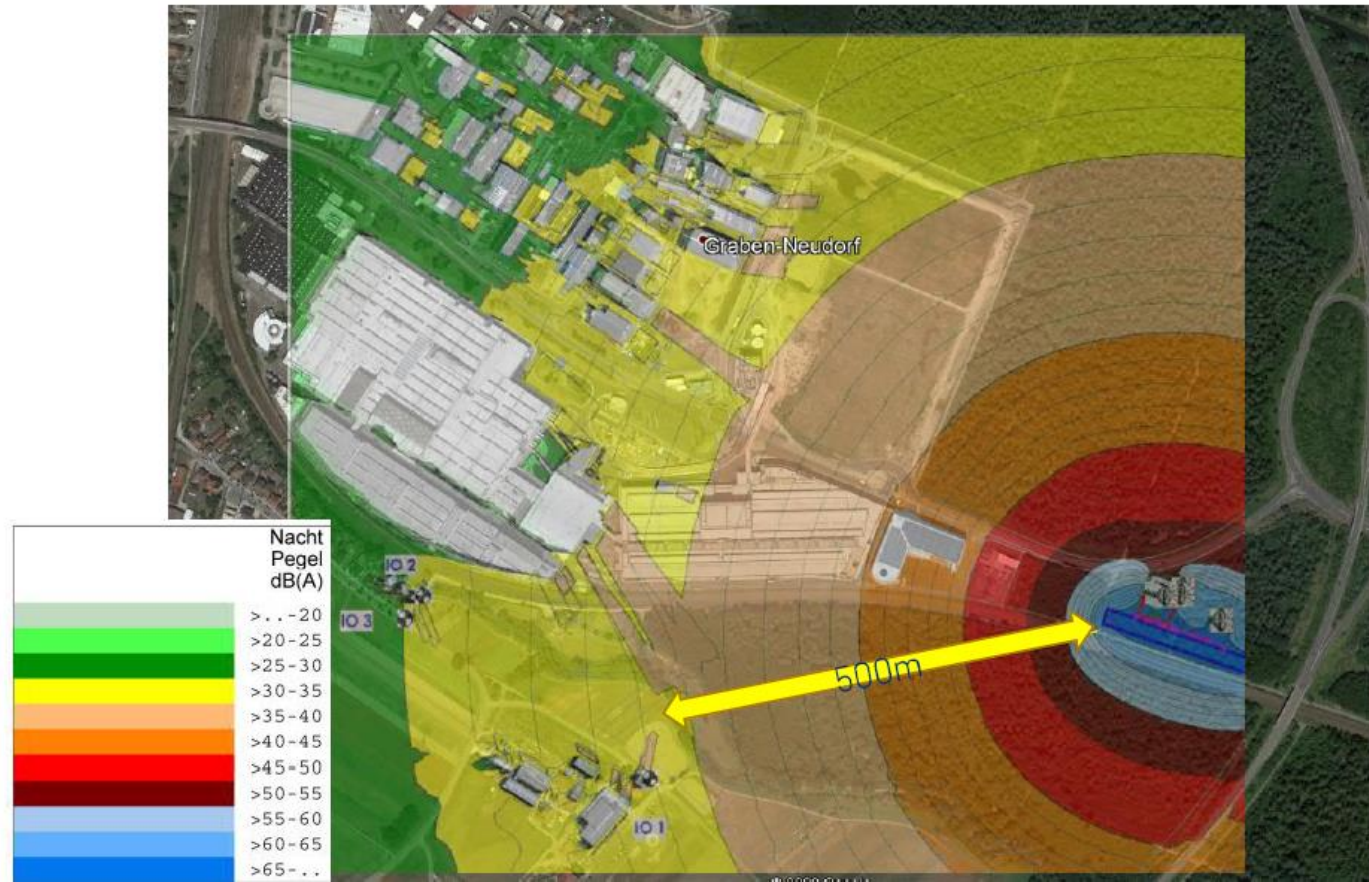 Graben-Neudorf
IO 2
IO 3
500m
IO 1
Nacht
Pegel
dB(A)
>..-20
>20-25
>25-30
>30-35
>35-40
>40-45
>45-50
>50-55
>55-60
>60-65
>65-..